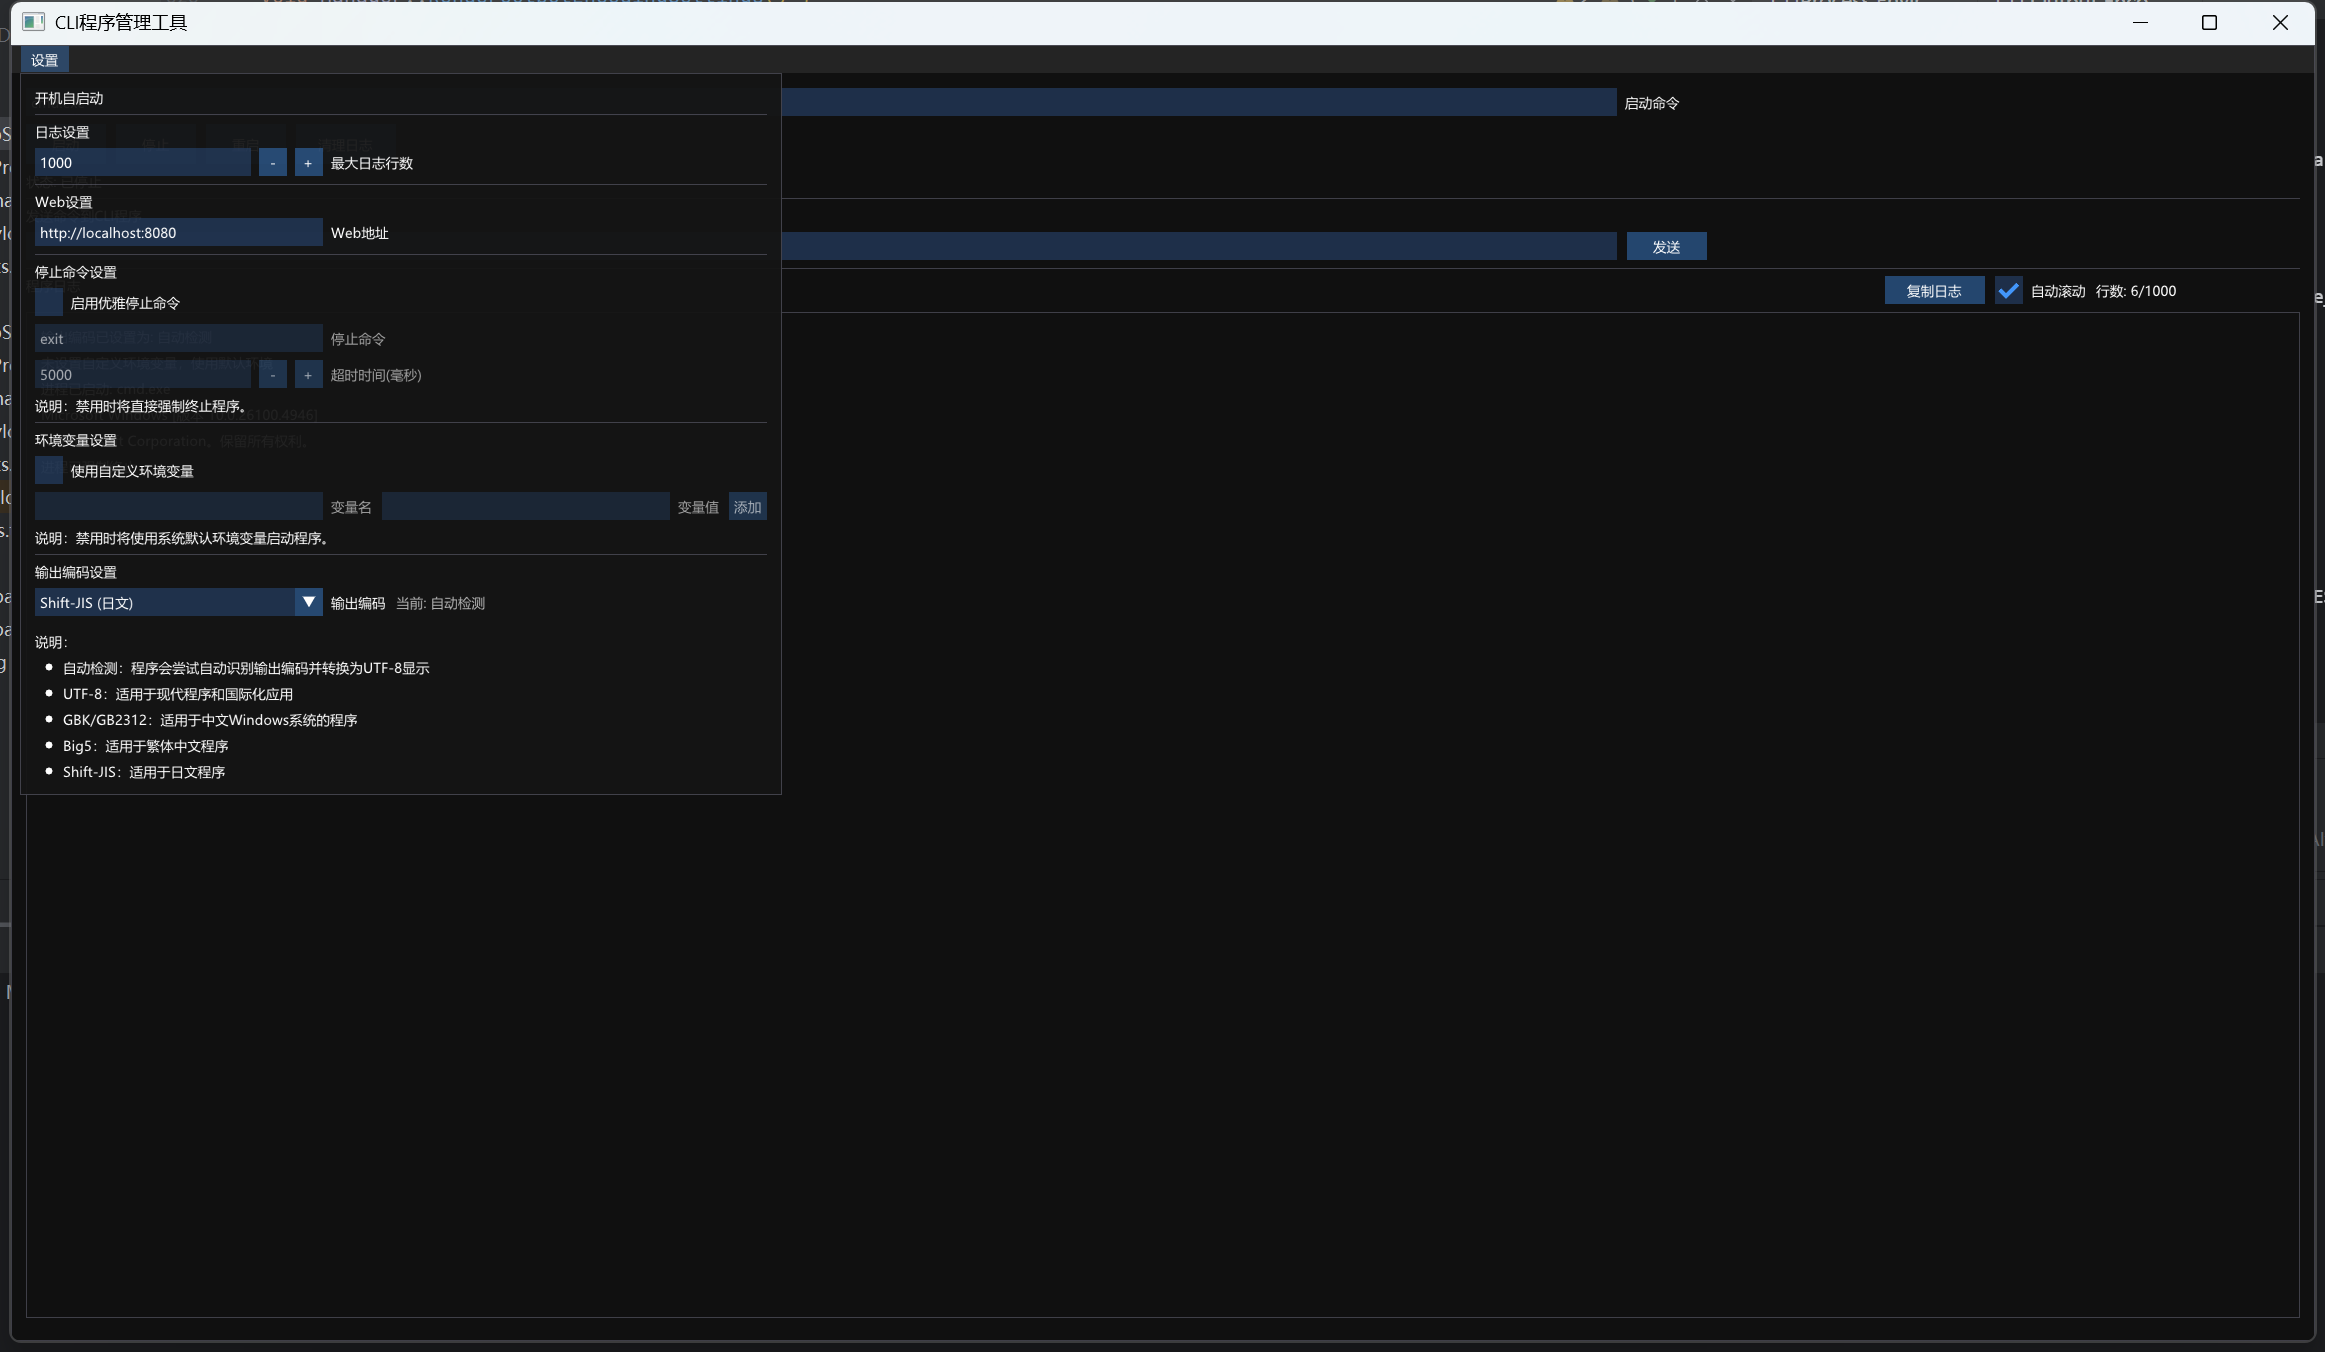 CLI程序管理工具
设置
开机自启动
启动命令
日志设置
1000 - + 最大日志行数
Web设置
http://localhost:8080 Web地址
发送
停止命令设置
启用优雅停止命令
复制日志 自动滚动 行数: 6/1000
exit 停止命令
5000 - + 超时时间(毫秒)
说明：禁用时将直接强制终止程序。
环境变量设置
使用自定义环境变量
变量名 变量值 添加
说明：禁用时将使用系统默认环境变量启动程序。
输出编码设置
Shift-JIS (日文) 输出编码 当前: 自动检测
说明：
自动检测：程序会尝试自动识别输出编码并转换为UTF-8显示
UTF-8：适用于现代程序和国际化应用
GBK/GB2312：适用于中文Windows系统的程序
Big5：适用于繁体中文程序
Shift-JIS：适用于日文程序